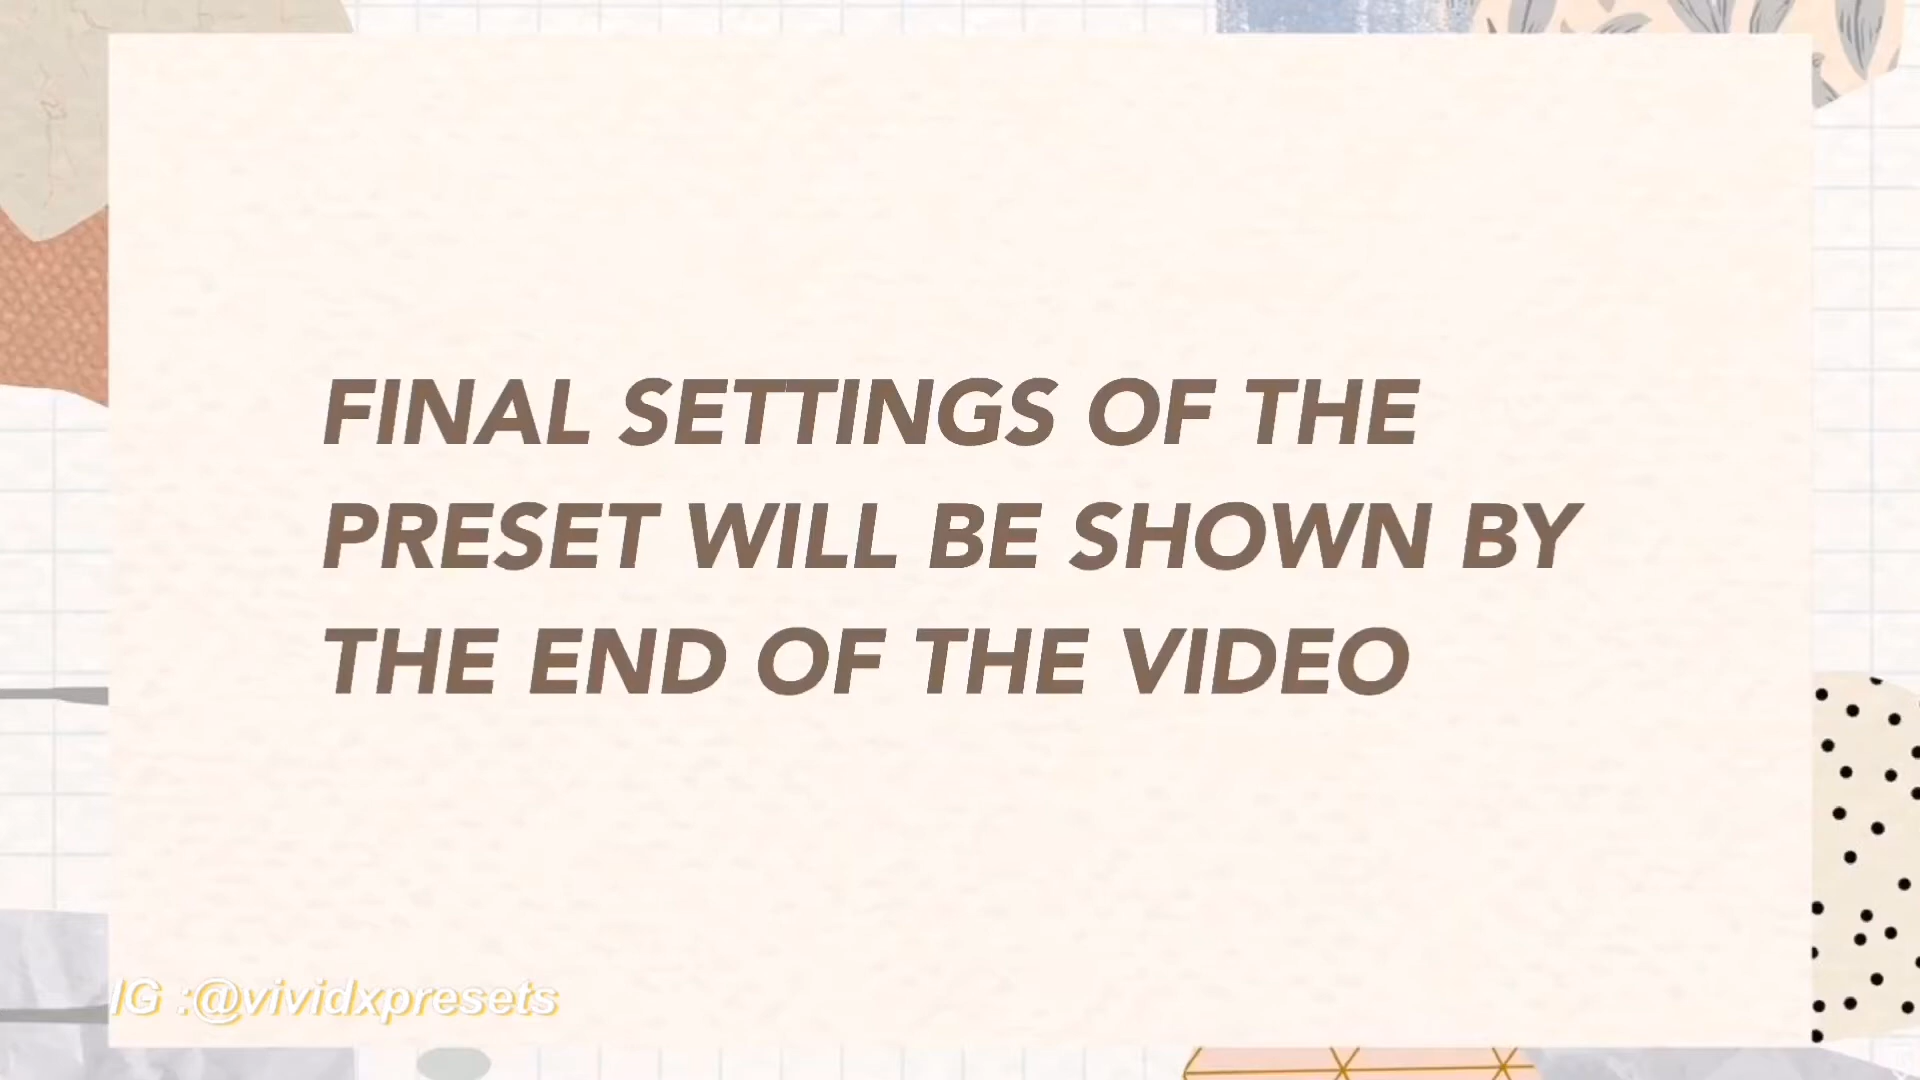 FINAL SETTINGS OF THE
PRESET WILL BE SHOWN BY
THE END OF THE VIDEO
IG :@vividxpresets